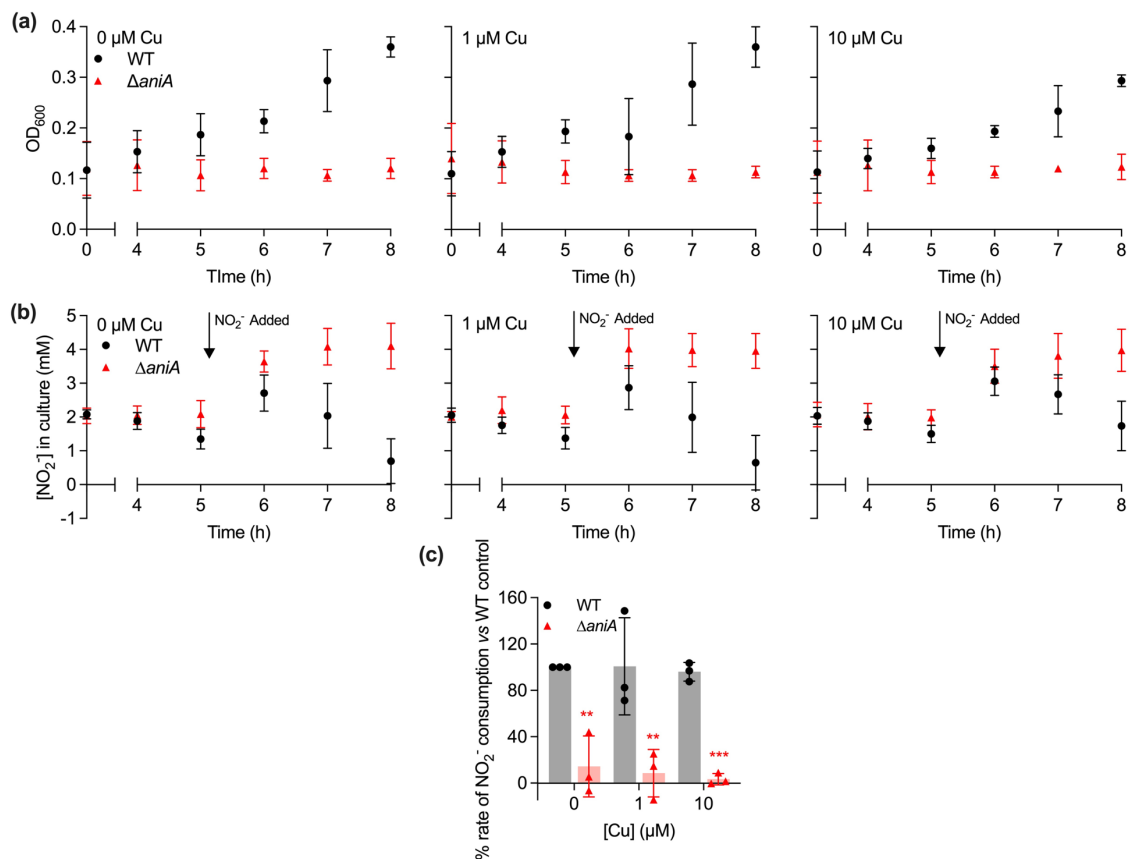 (a)
0 µM Cu
WT
ΔaniA
1 µM Cu
10 µM Cu
OD600
0.4
0.3
0.2
0.1
0.0
0 4 5 6 7 8
TIme (h)
0 4 5 6 7 8
Time (h)
0 4 5 6 7 8
Time (h)
(b)
0 µM Cu
WT
ΔaniA
NO2- Added
1 µM Cu
NO2- Added
10 µM Cu
NO2- Added
[NO2-] in culture (mM)
5
4
3
2
1
0
-1
0 4 5 6 7 8
Time (h)
0 4 5 6 7 8
Time (h)
0 4 5 6 7 8
Time (h)
(c)
% rate of NO2- consumption vs WT control
160
120
80
40
0
WT
ΔaniA
**
**
***
0 1 10
[Cu] (µM)